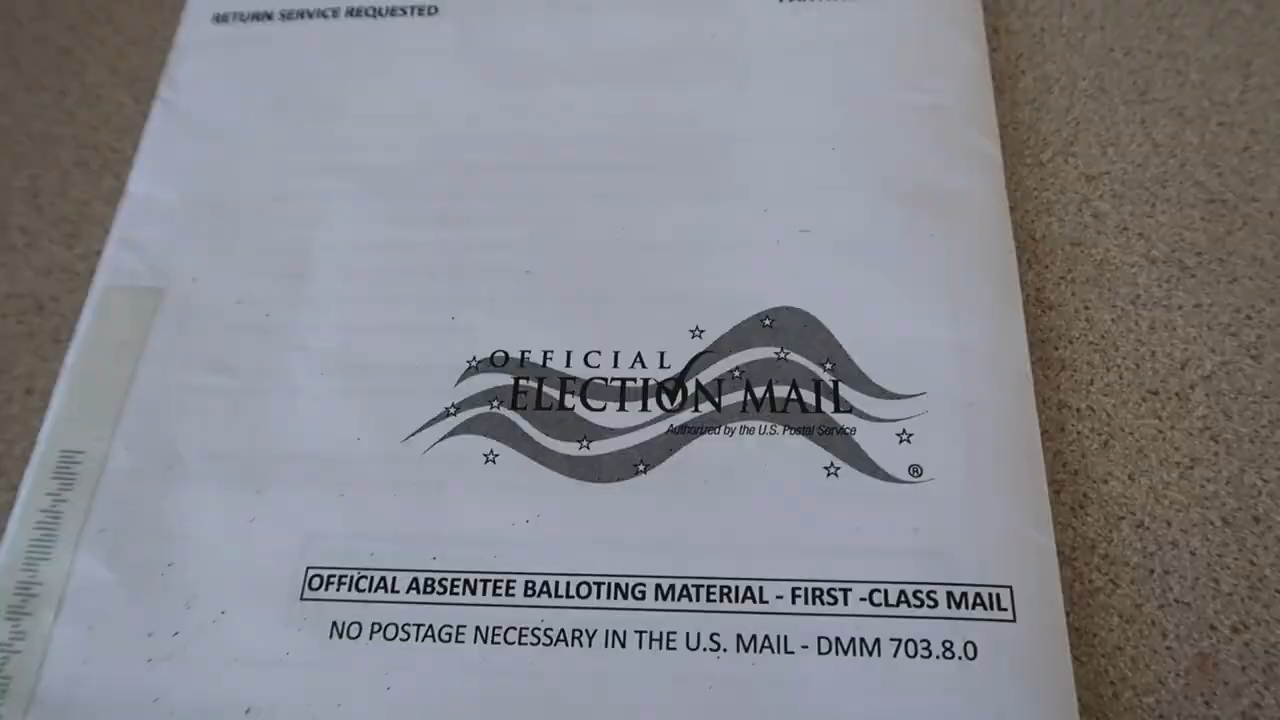 RETURN SERVICE REQUESTED
OFFICIAL
ELECTION MAIL
Authorized by the U.S. Postal Service
®
OFFICIAL ABSENTEE BALLOTING MATERIAL - FIRST -CLASS MAIL
NO POSTAGE NECESSARY IN THE U.S. MAIL - DMM 703.8.0